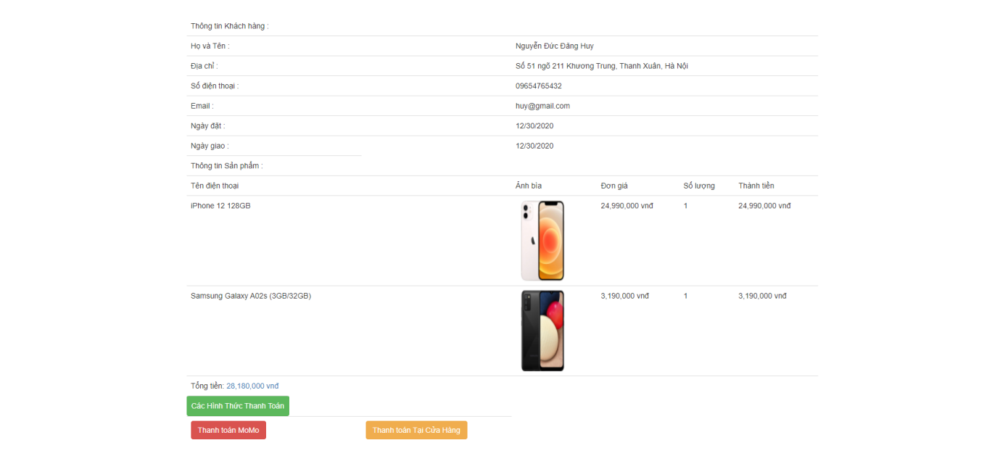 Thông tin Khách hàng :
Họ và Tên : Nguyễn Đức Đăng Huy
Địa chỉ : Số 51 ngõ 211 Khương Trung, Thanh Xuân, Hà Nội
Số điện thoại : 09654765432
Email : huy@gmail.com
Ngày đặt : 12/30/2020
Ngày giao : 12/30/2020
Thông tin Sản phẩm :
Tên điện thoại Ảnh bìa Đơn giá Số lượng Thành tiền
iPhone 12 128GB 24,990,000 vnđ 1 24,990,000 vnđ
Samsung Galaxy A02s (3GB/32GB) 3,190,000 vnđ 1 3,190,000 vnđ
Tổng tiền: 28,180,000 vnđ
Các Hình Thức Thanh Toán
Thanh toán MoMo Thanh toán Tại Cửa Hàng